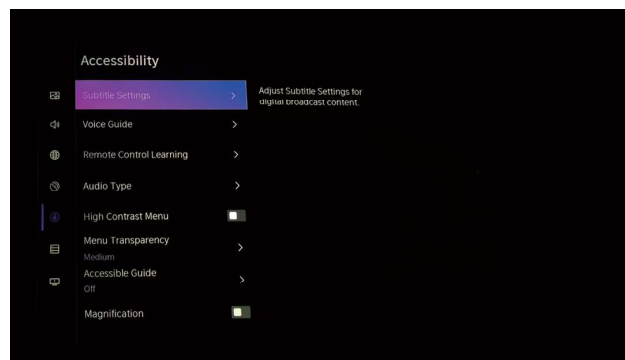 Accessibility
Subtitle Settings
Adjust Subtitle Settings for
digital broadcast content.
Voice Guide
Remote Control Learning
Audio Type
High Contrast Menu
Menu Transparency
Medium
Accessible Guide
Off
Magnification